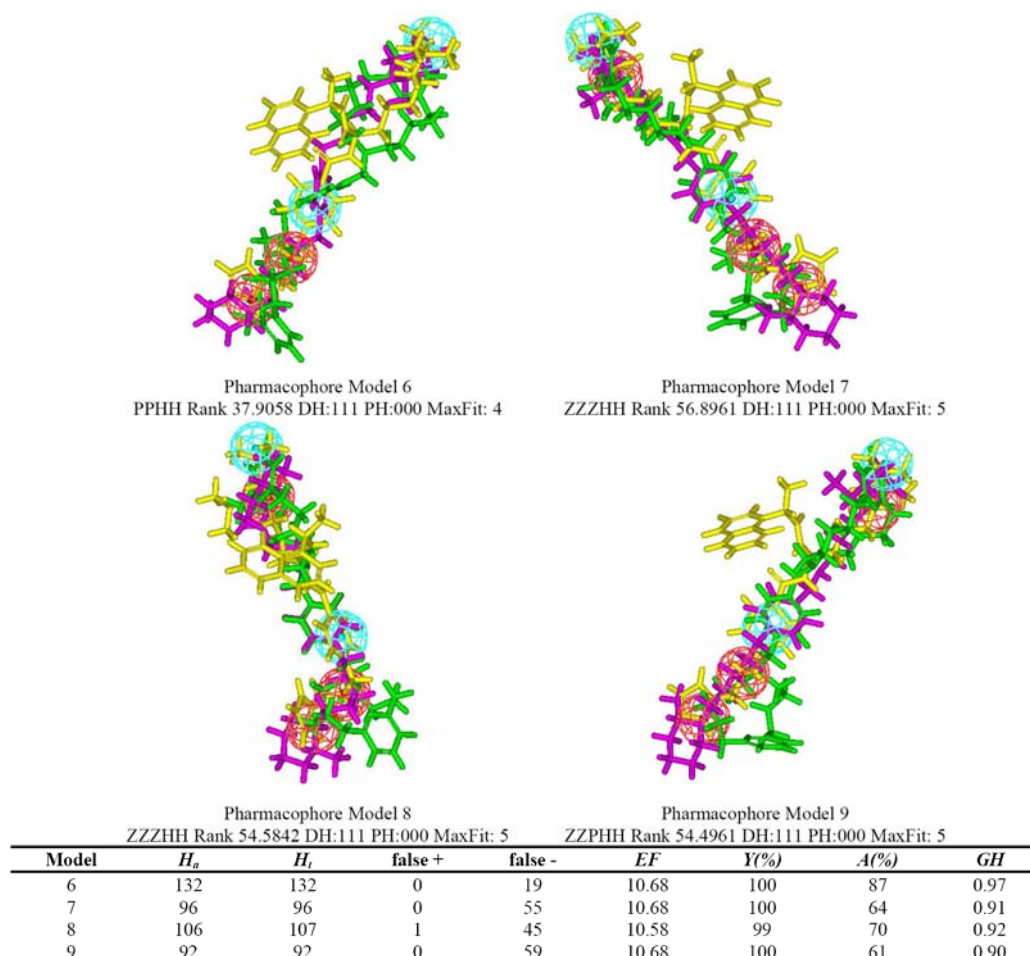 Pharmacophore Model 6
PPHH Rank 37.9058 DH:111 PH:000 MaxFit: 4
Pharmacophore Model 7
ZZZHH Rank 56.8961 DH:111 PH:000 MaxFit: 5
Pharmacophore Model 8
ZZZHH Rank 54.5842 DH:111 PH:000 MaxFit: 5
Pharmacophore Model 9
ZZPHH Rank 54.4961 DH:111 PH:000 MaxFit: 5
Model Ha Ht false + false - EF Y(%) A(%) GH
6 132 132 0 19 10.68 100 87 0.97
7 96 96 0 55 10.68 100 64 0.91
8 106 107 1 45 10.58 99 70 0.92
9 92 92 0 59 10.68 100 61 0.90